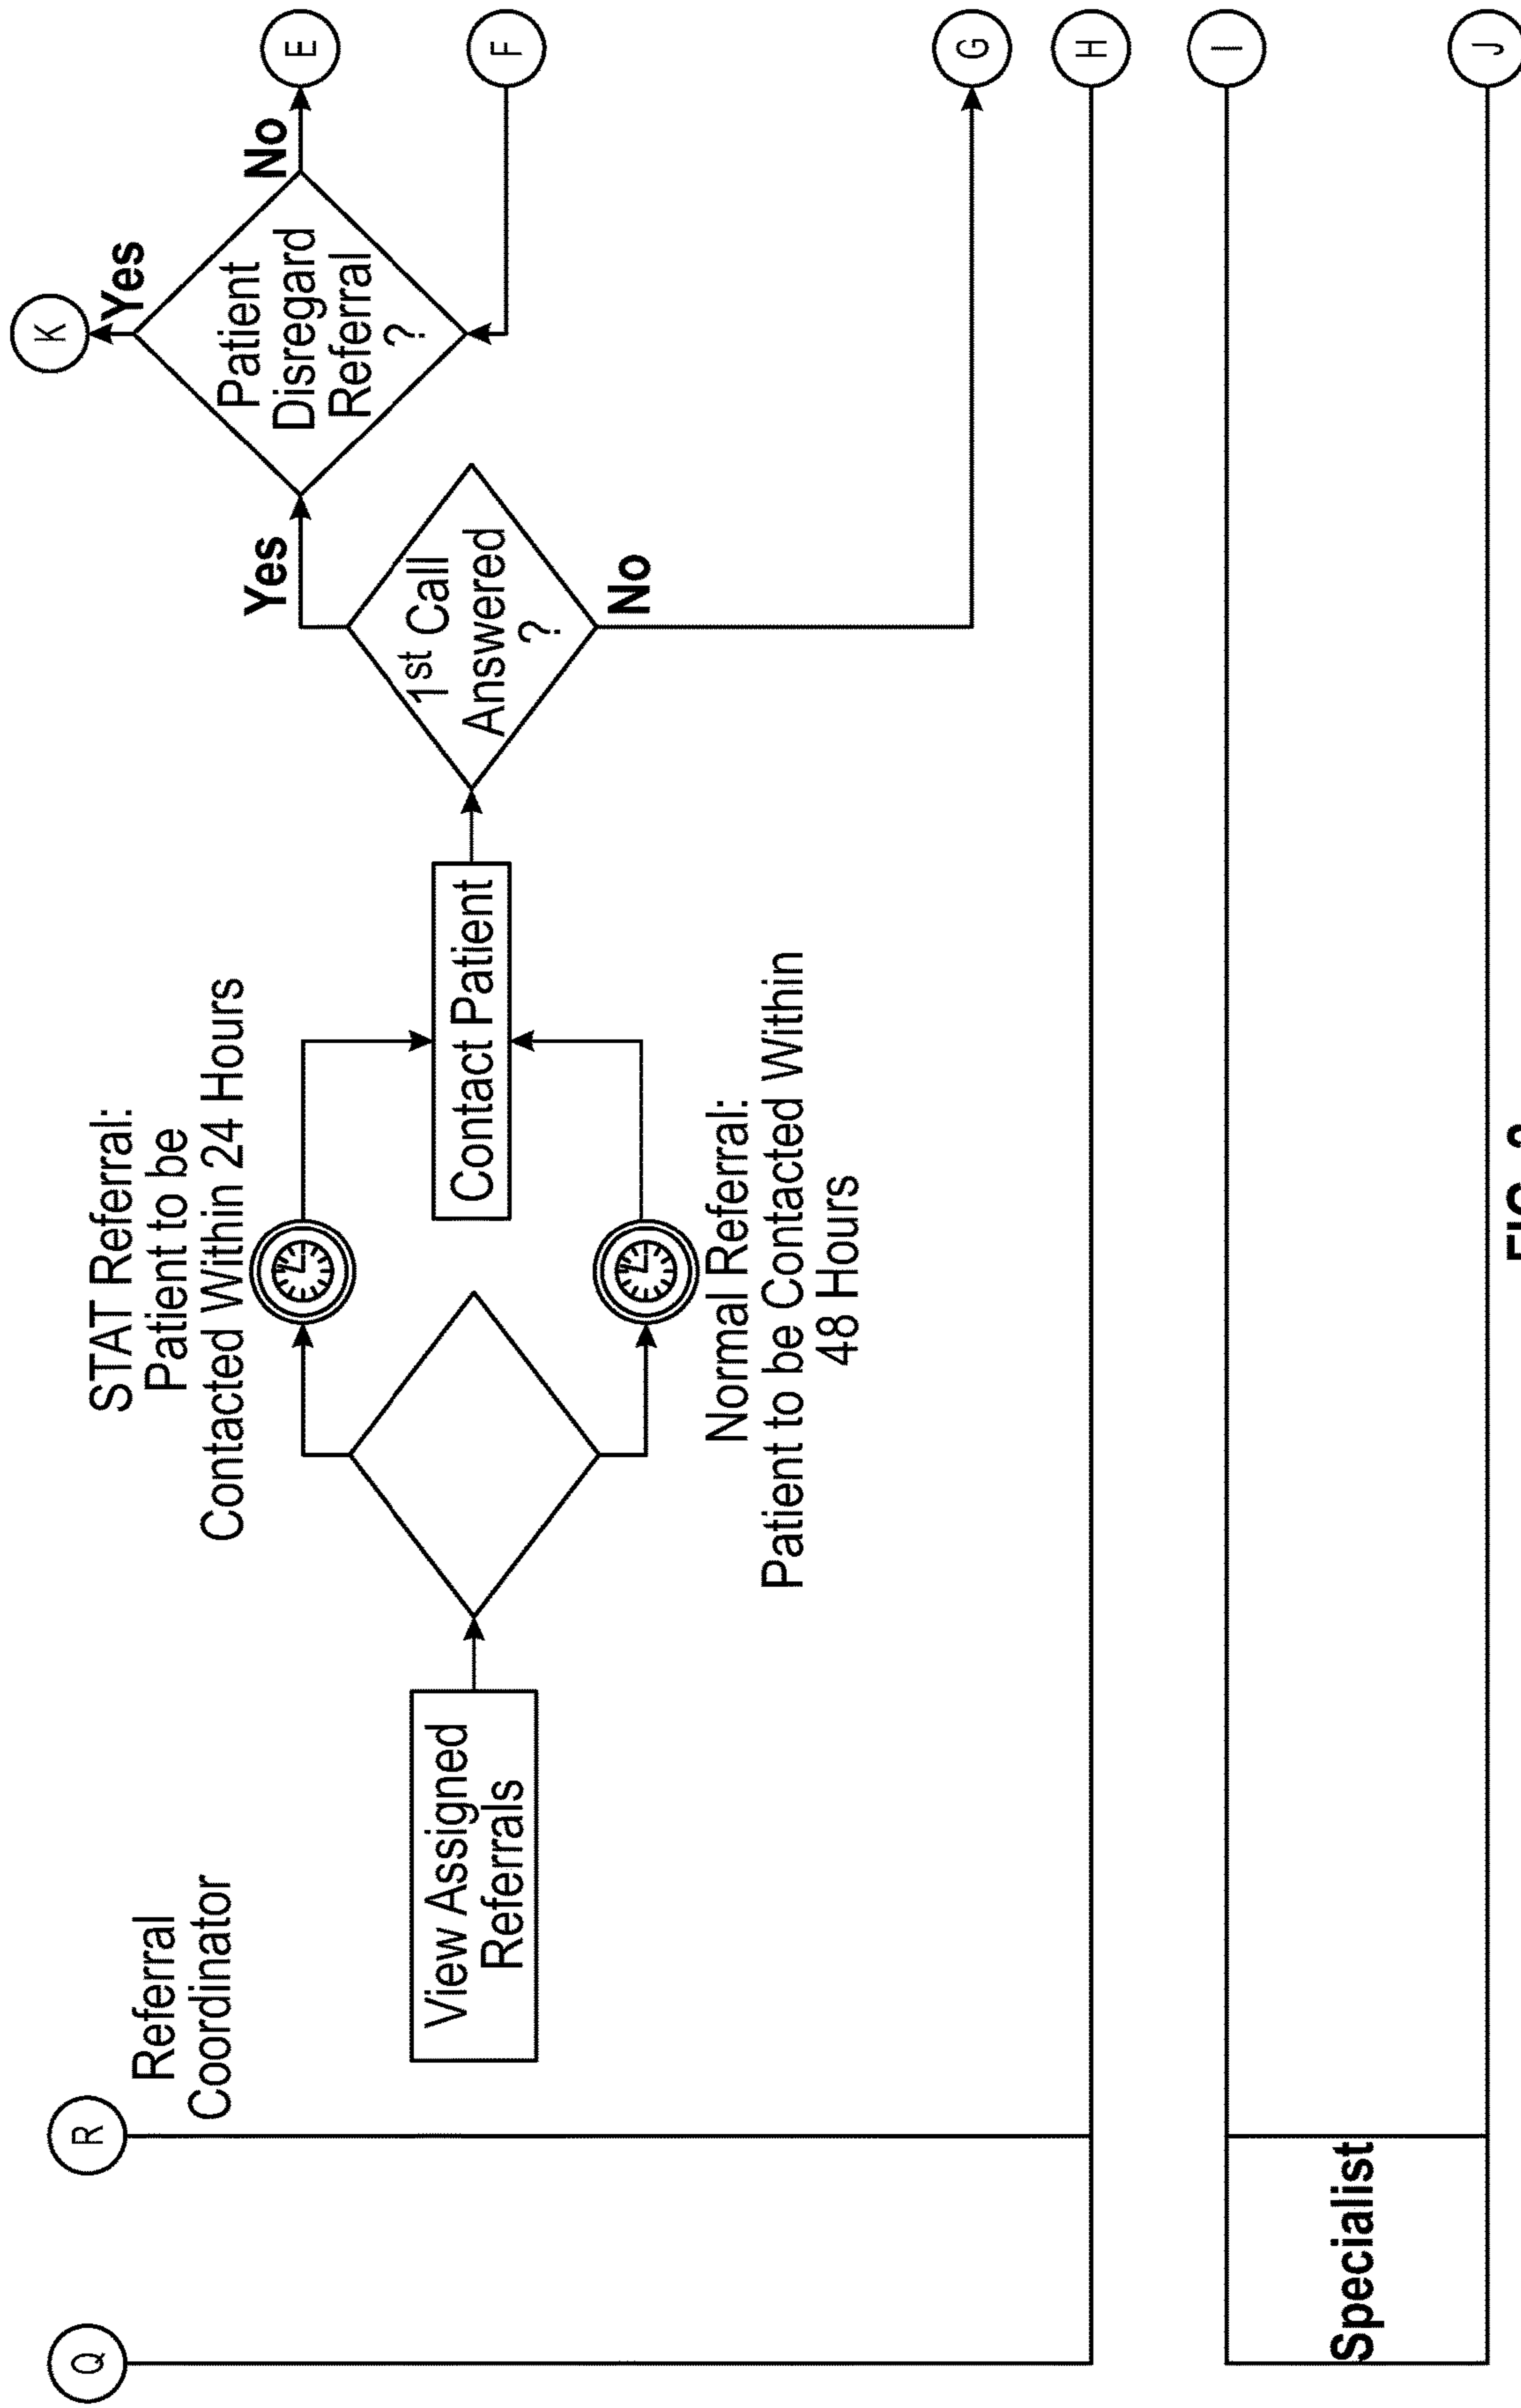 Q
R
Referral
Coordinator
View Assigned
Referrals
STAT Referral:
Patient to be
Contacted Within 24 Hours
Normal Referral:
Patient to be Contacted Within
48 Hours
Contact Patient
1st Call
Answered
?
Yes
No
Patient
Disregard
Referral
?
Yes
No
K
E
F
G
H
Specialist
I
J